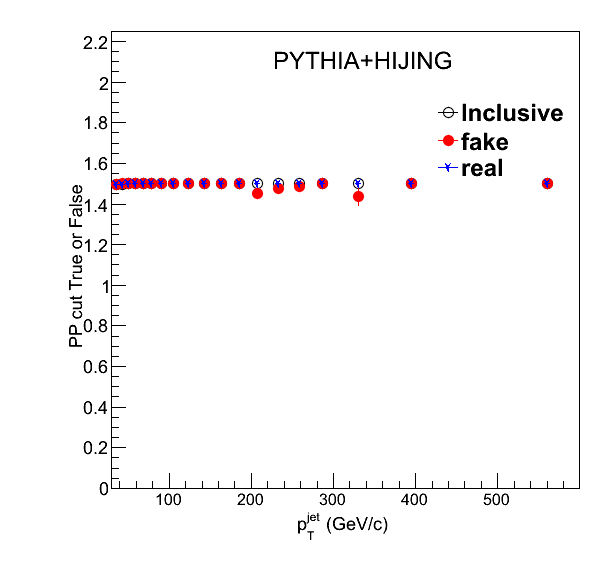 PYTHIA+HIJING
Inclusive
fake
real
PP cut True or False
2.2
2
1.8
1.6
1.4
1.2
1
0.8
0.6
0.4
0.2
0
100 200 300 400 500
p_T^jet (GeV/c)